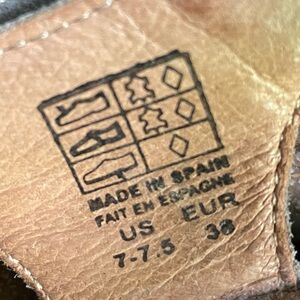 MADE IN SPAIN
FAIT EN ESPAGNE
US EUR
7-7.5 38